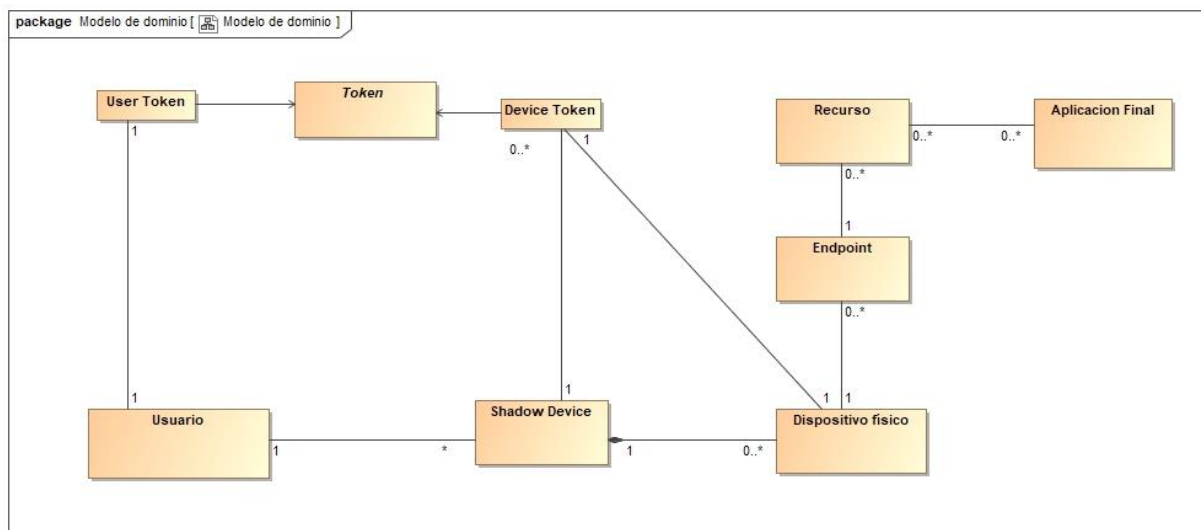 package Modelo de dominio [ Modelo de dominio ]
User Token
Token
Device Token
Recurso
Aplicacion Final
1
0..*
1
0..*
0..*
0..*
1
Endpoint
0..*
1
1
1
1
Usuario
Shadow Device
Dispositivo físico
1
*
1
0..*